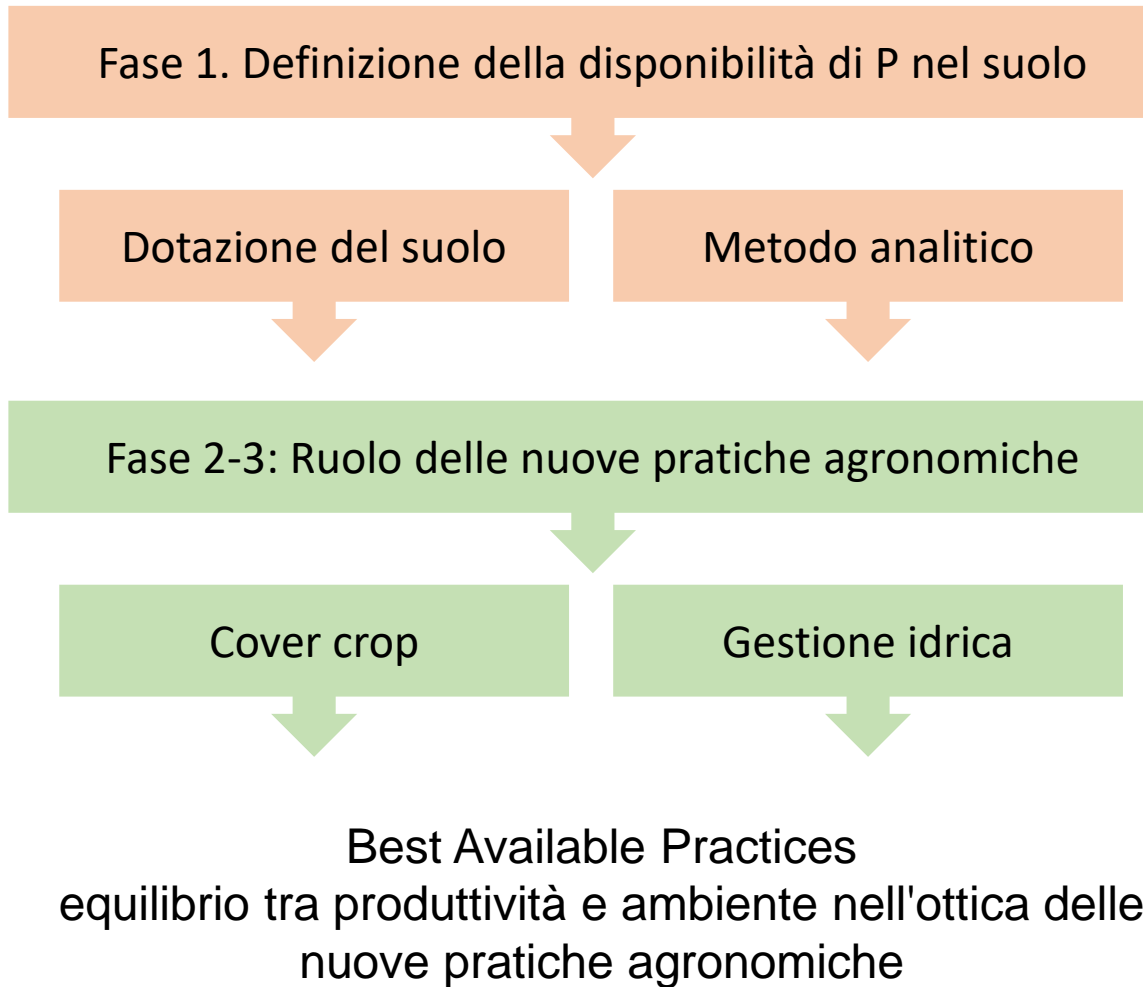 Fase 1. Definizione della disponibilità di P nel suolo
Dotazione del suolo
Metodo analitico
Fase 2-3: Ruolo delle nuove pratiche agronomiche
Cover crop
Gestione idrica
Best Available Practices
equilibrio tra produttività e ambiente nell'ottica delle
nuove pratiche agronomiche